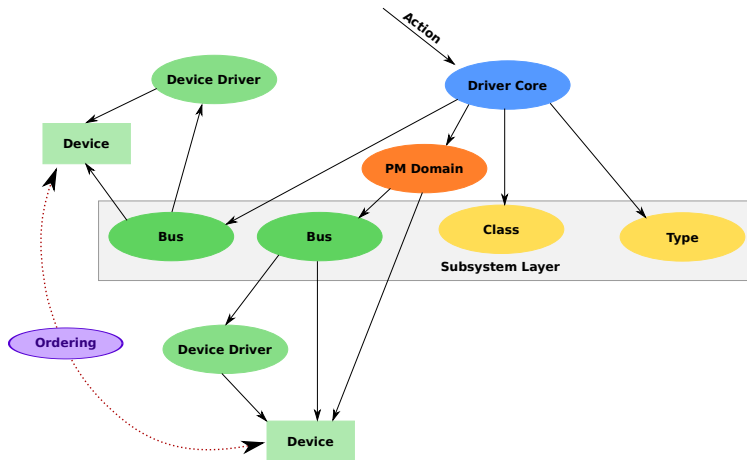 Action
Device Driver
Driver Core
Device
PM Domain
Bus
Bus
Class
Type
Subsystem Layer
Ordering
Device Driver
Device